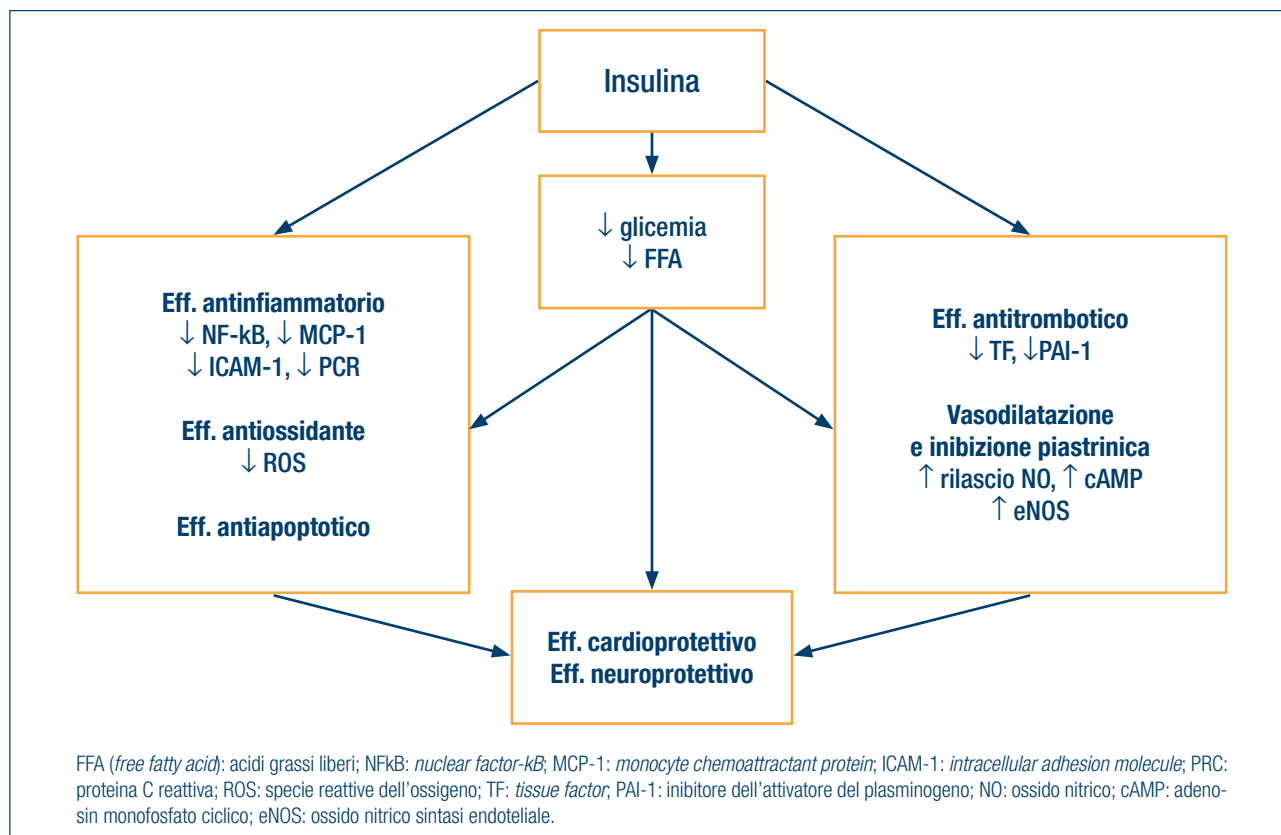 Insulina
↓ glicemia
↓ FFA
Eff. antinfiammatorio
↓ NF-kB, ↓ MCP-1
↓ ICAM-1, ↓ PCR
Eff. antiossidante
↓ ROS
Eff. antiapoptotico
Eff. antitrombotico
↓ TF, ↓PAI-1
Vasodilatazione
e inibizione piastrinica
↑ rilascio NO, ↑ cAMP
↑ eNOS
Eff. cardioprotettivo
Eff. neuroprotettivo
FFA (free fatty acid): acidi grassi liberi; NFkB: nuclear factor-kB; MCP-1: monocyte chemoattractant protein; ICAM-1: intracellular adhesion molecule; PRC:
proteina C reattiva; ROS: specie reattive dell'ossigeno; TF: tissue factor; PAI-1: inibitore dell'attivatore del plasminogeno; NO: ossido nitrico; cAMP: adeno-
sin monofosfato ciclico; eNOS: ossido nitrico sintasi endoteliale.